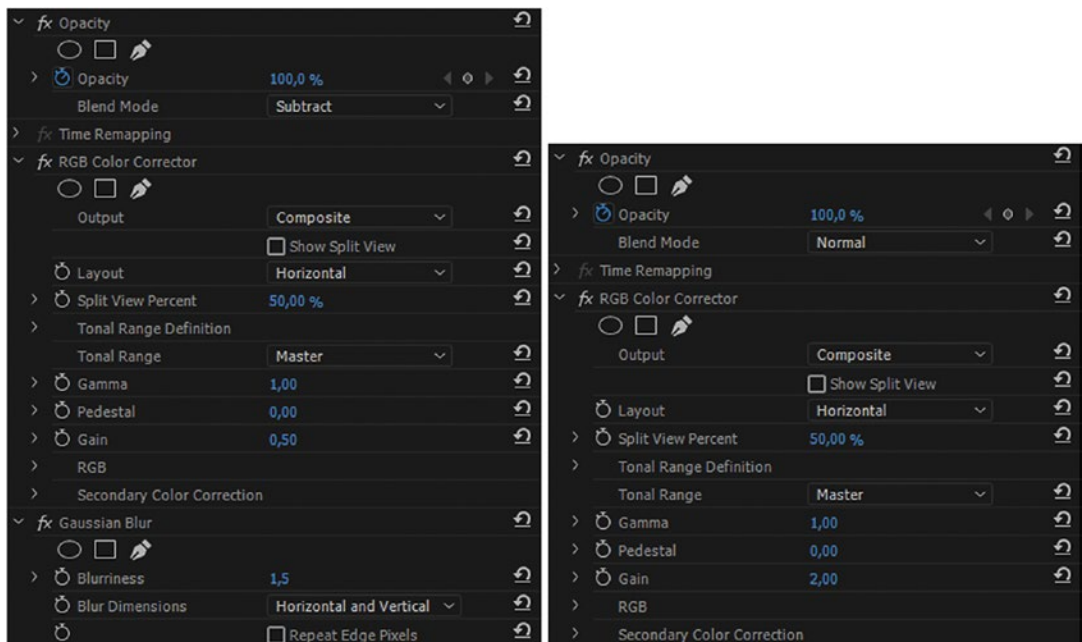 fx Opacity
Opacity 100,0 %
Blend Mode Subtract
fx Time Remapping
fx RGB Color Corrector
Output Composite
Show Split View
Layout Horizontal
Split View Percent 50,00 %
Tonal Range Definition
Tonal Range Master
Gamma 1,00
Pedestal 0,00
Gain 0,50
RGB
Secondary Color Correction
fx Gaussian Blur
Blurriness 1,5
Blur Dimensions Horizontal and Vertical
Repeat Edge Pixels
fx Opacity
Opacity 100,0 %
Blend Mode Normal
fx Time Remapping
fx RGB Color Corrector
Output Composite
Show Split View
Layout Horizontal
Split View Percent 50,00 %
Tonal Range Definition
Tonal Range Master
Gamma 1,00
Pedestal 0,00
Gain 2,00
RGB
Secondary Color Correction